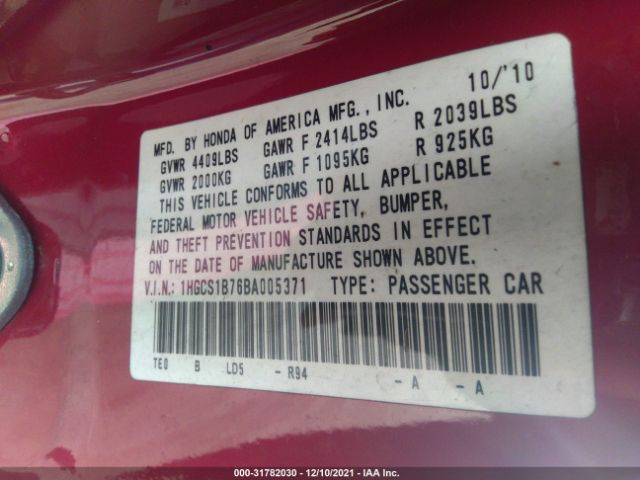 MFD. BY HONDA OF AMERICA MFG., INC. 10/'10
GVWR 4409LBS GAWR F 2414LBS R 2039LBS
GVWR 2000KG GAWR F 1095KG R 925KG
THIS VEHICLE CONFORMS TO ALL APPLICABLE
FEDERAL MOTOR VEHICLE SAFETY, BUMPER,
AND THEFT PREVENTION STANDARDS IN EFFECT
ON THE DATE OF MANUFACTURE SHOWN ABOVE.
V.I.N.: 1HGCS1B76BA005371 TYPE: PASSENGER CAR
TE0 B LD5 - R94 - A - A
000-31782030 - 12/10/2021 - IAA Inc.